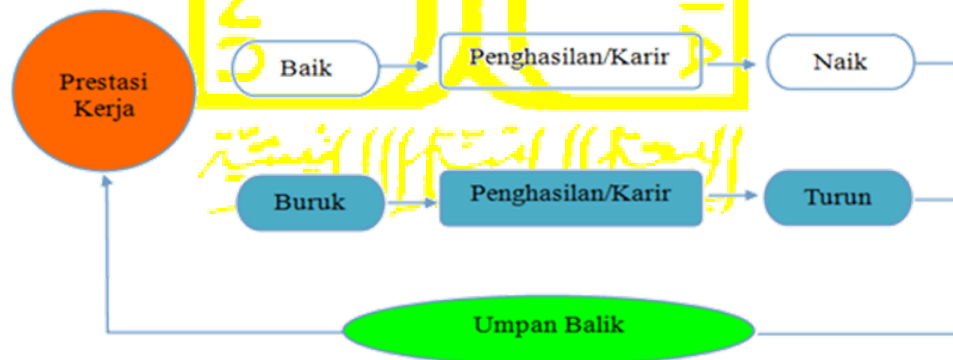 Prestasi
Kerja
Baik
Penghasilan/Karir
Naik
Buruk
Penghasilan/Karir
Turun
Umpan Balik